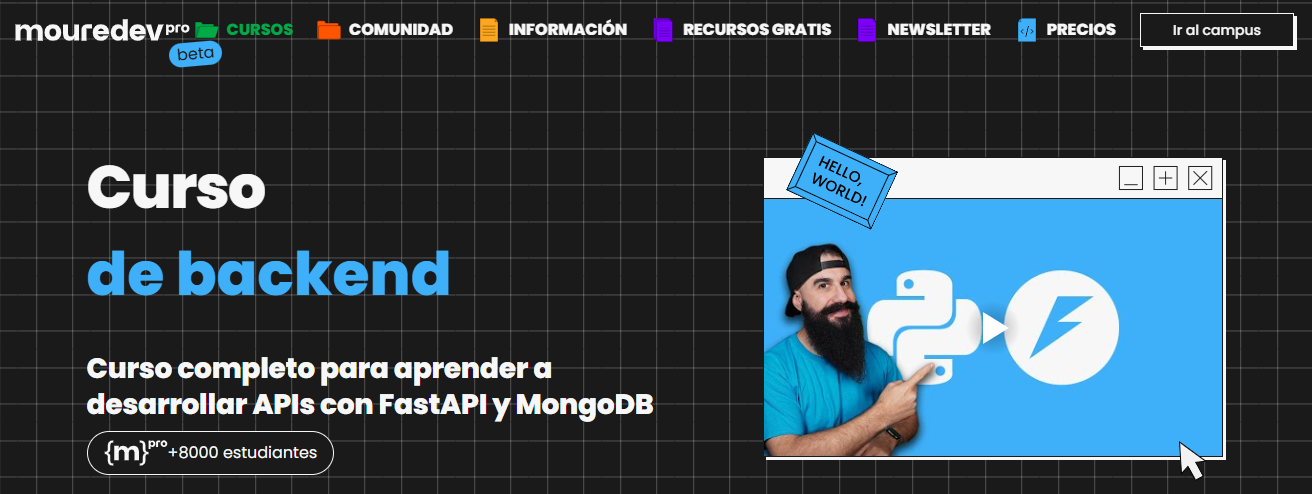 mouredev pro
beta
CURSOS
COMUNIDAD
INFORMACIÓN
RECURSOS GRATIS
NEWSLETTER
PRECIOS
Ir al campus
Curso
de backend
Curso completo para aprender a
desarrollar APIs con FastAPI y MongoDB
{m} pro +8000 estudiantes
HELLO,
WORLD!